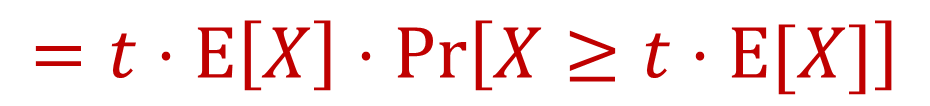 = t · E[X] · Pr[X ≥ t · E[X]]